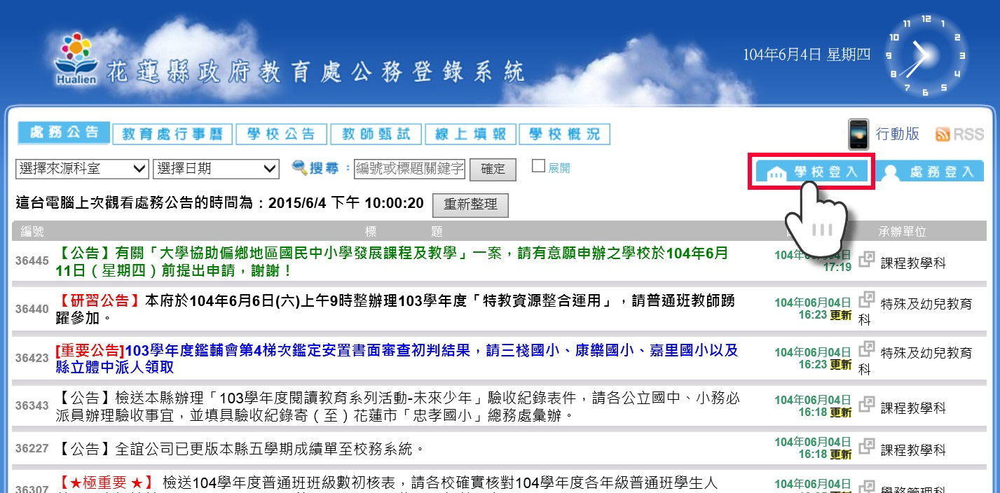 12
11
1
10
2
9
3
8
4
7
5
6
104年6月4日 星期四
Hualien
花蓮縣政府教育處公務登錄系統
處務公告 教育處行事曆 學校公告 教師甄試 線上填報 學校概況 行動版 RSS
選擇來源科室 選擇日期 搜尋： 編號或標題關鍵字 確定 展開 學校登入 處務登入
這台電腦上次觀看處務公告的時間為：2015/6/4 下午 10:00:20 重新整理
編號 標 題 承辦單位
36445 【公告】有關「大學協助偏鄉地區國民中小學發展課程及教學」一案，請有意願申辦之學校於104年6月
11日（星期四）前提出申請，謝謝！
104年06月04日
17:19
課程教學科
36440 【研習公告】本府於104年6月6日(六)上午9時整辦理103學年度「特教資源整合運用」，請普通班教師踴
躍參加。
104年06月04日
16:23 更新
特殊及幼兒教育
科
36423 [重要公告]103學年度鑑輔會第4梯次鑑定安置書面審查初判結果，請三棧國小、康樂國小、嘉里國小以及
縣立體中派人領取
104年06月04日
16:23 更新
特殊及幼兒教育
科
36343 【公告】檢送本縣辦理「103學年度閱讀教育系列活動-未來少年」驗收紀錄表件，請各公立國中、小務必
派員辦理驗收事宜，並填具驗收紀錄寄（至）花蓮市「忠孝國小」總務處彙辦。
104年06月04日
16:18 更新
課程教學科
36227 【公告】全誼公司已更版本縣五學期成績單至校務系統。
104年06月04日
16:18 更新
課程教學科
36307 【★極重要 ★】 檢送104學年度普通班班級數初核表，請各校確實核對104學年度各年級普通班學生人
104年06月04日
學務管理科